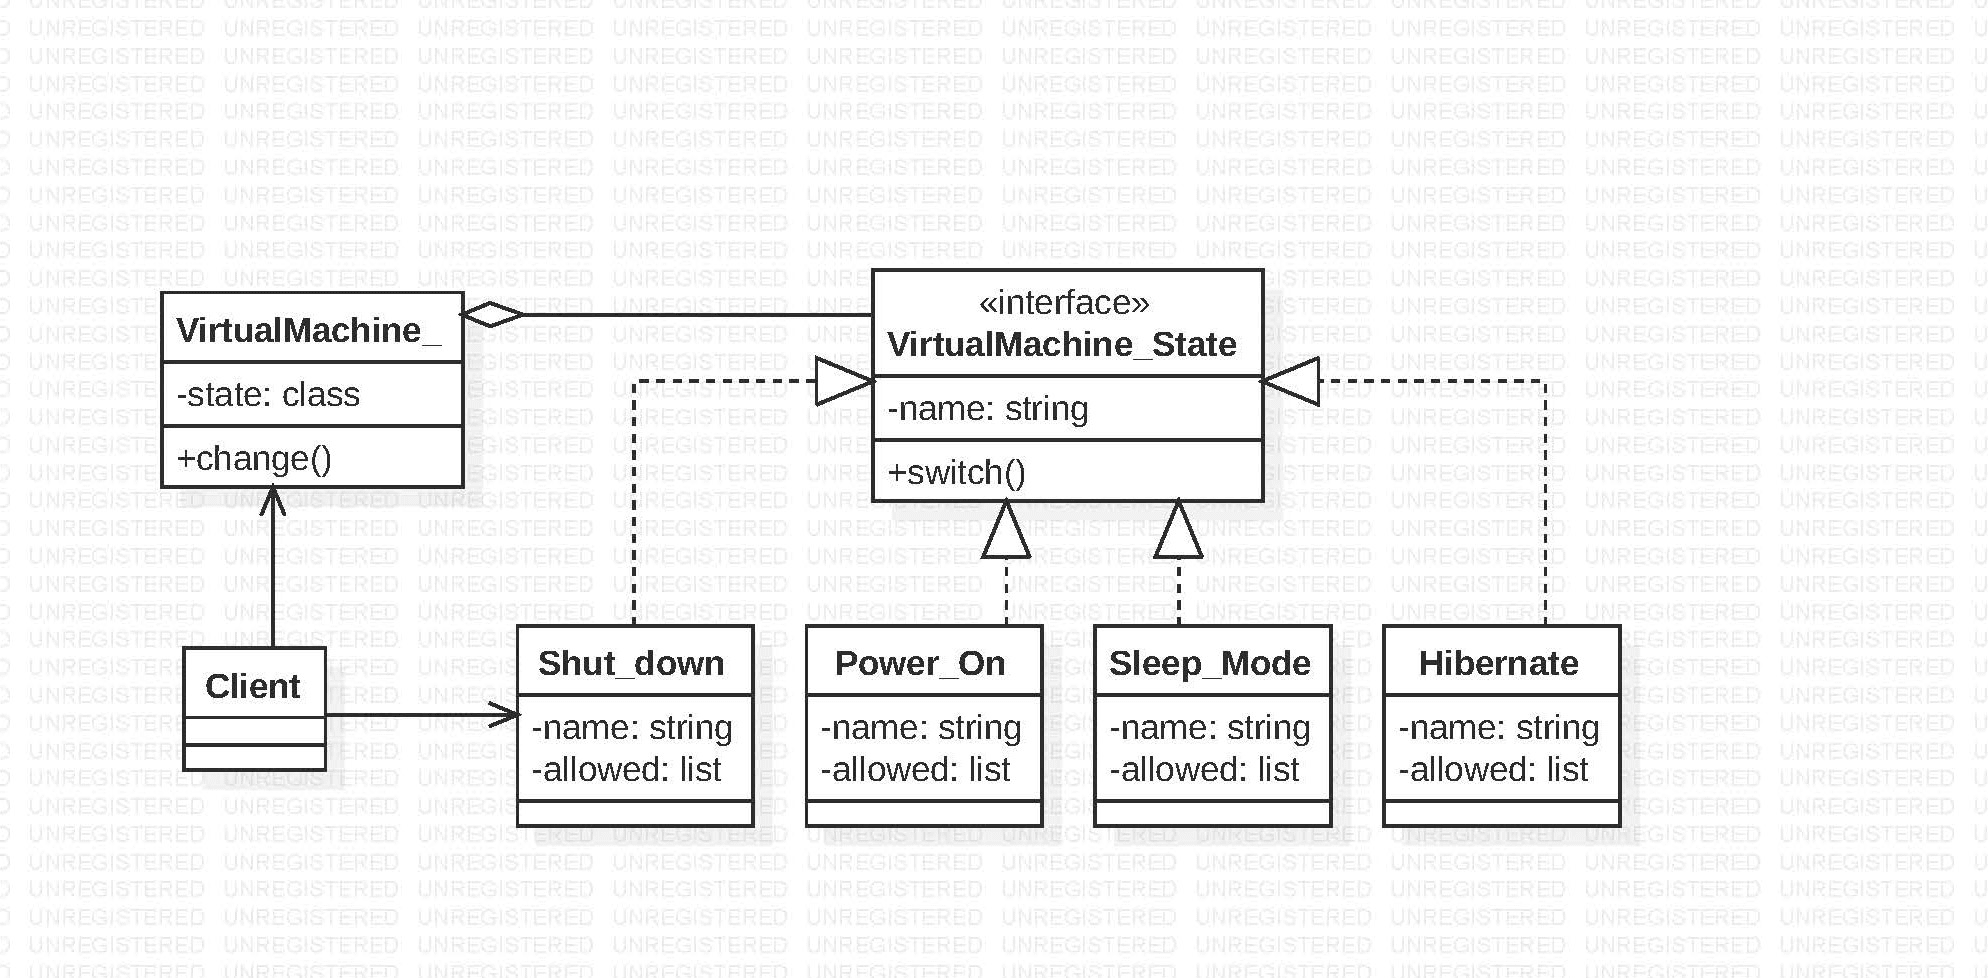 VirtualMachine_
-state: class
+change()
«interface»
VirtualMachine_State
-name: string
+switch()
Client
Shut_down
-name: string
-allowed: list
Power_On
-name: string
-allowed: list
Sleep_Mode
-name: string
-allowed: list
Hibernate
-name: string
-allowed: list
UNREGISTERED